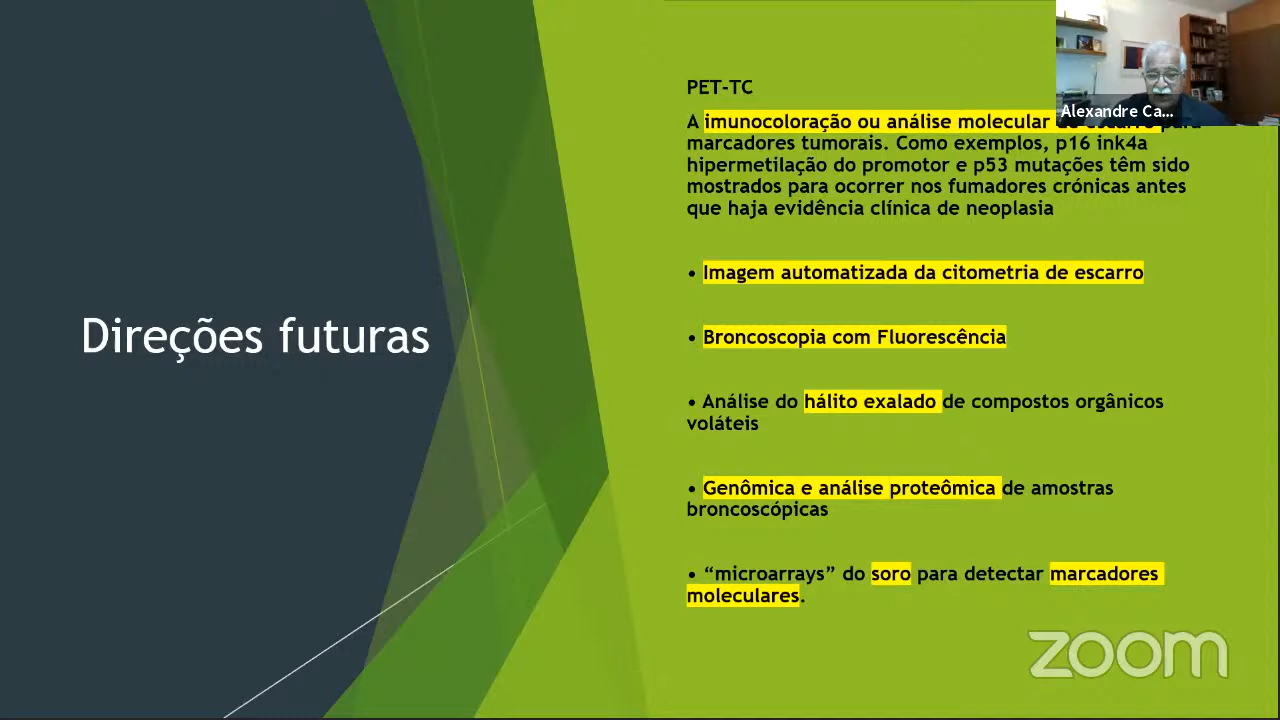 Direções futuras
PET-TC
A imunocoloração ou análise molecular de escarro para
marcadores tumorais. Como exemplos, p16 ink4a
hipermetilação do promotor e p53 mutações têm sido
mostrados para ocorrer nos fumadores crónicas antes
que haja evidência clínica de neoplasia
• Imagem automatizada da citometria de escarro
• Broncoscopia com Fluorescência
• Análise do hálito exalado de compostos orgânicos
voláteis
• Genômica e análise proteômica de amostras
broncoscópicas
• “microarrays” do soro para detectar marcadores
moleculares.
Alexandre Ca...
zoom